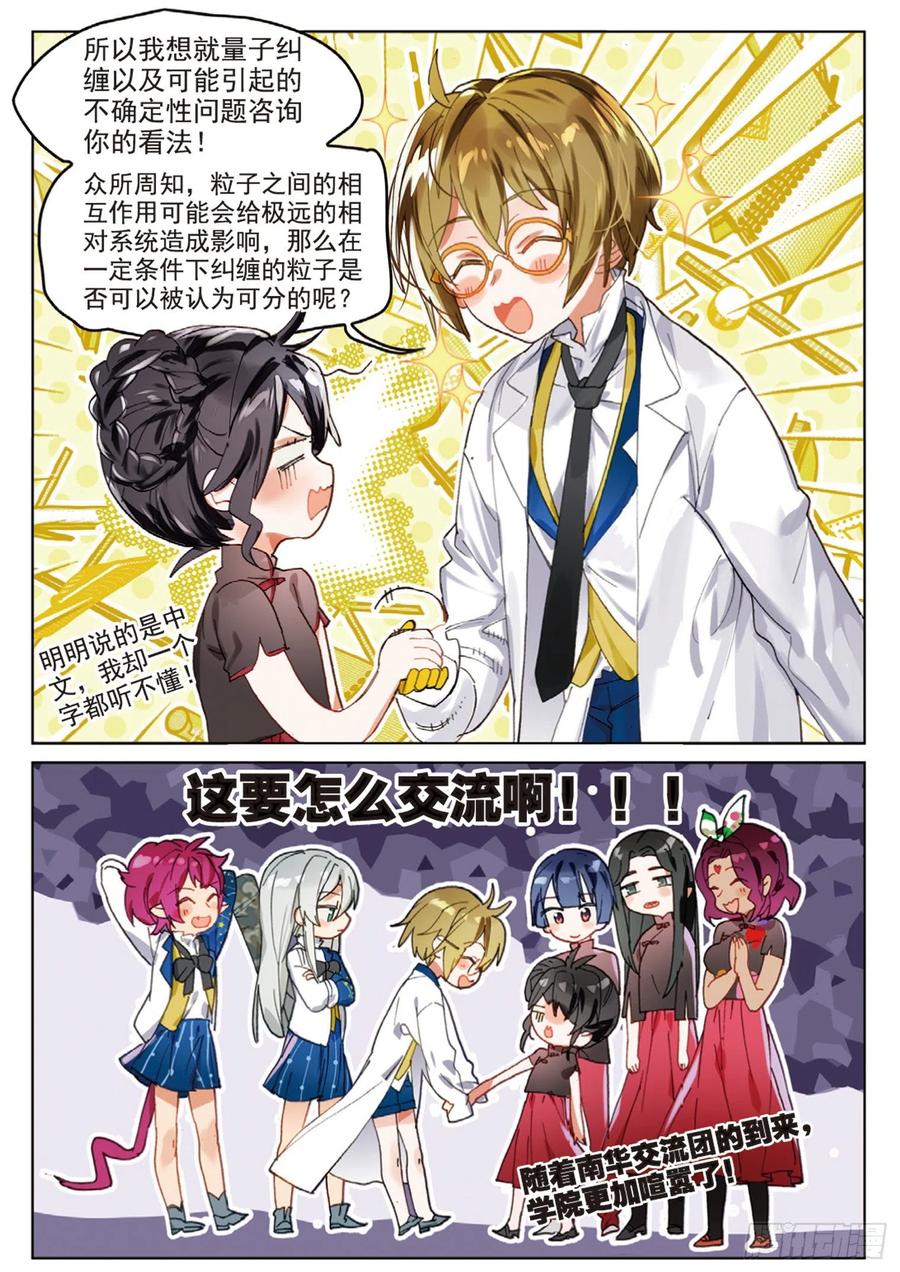 所以我想就量子纠
缠以及可能引起的
不确定性问题咨询
你的看法！
众所周知，粒子之间的相
互作用可能会给极远的相
对系统造成影响，那么在
一定条件下纠缠的粒子是
否可以被认为可分的呢？
明明说的是中
文，我却一个
字都听不懂！
这要怎么交流啊！！！
随着南华交流团的到来，
学院更加喧嚣了！
腾讯动漫